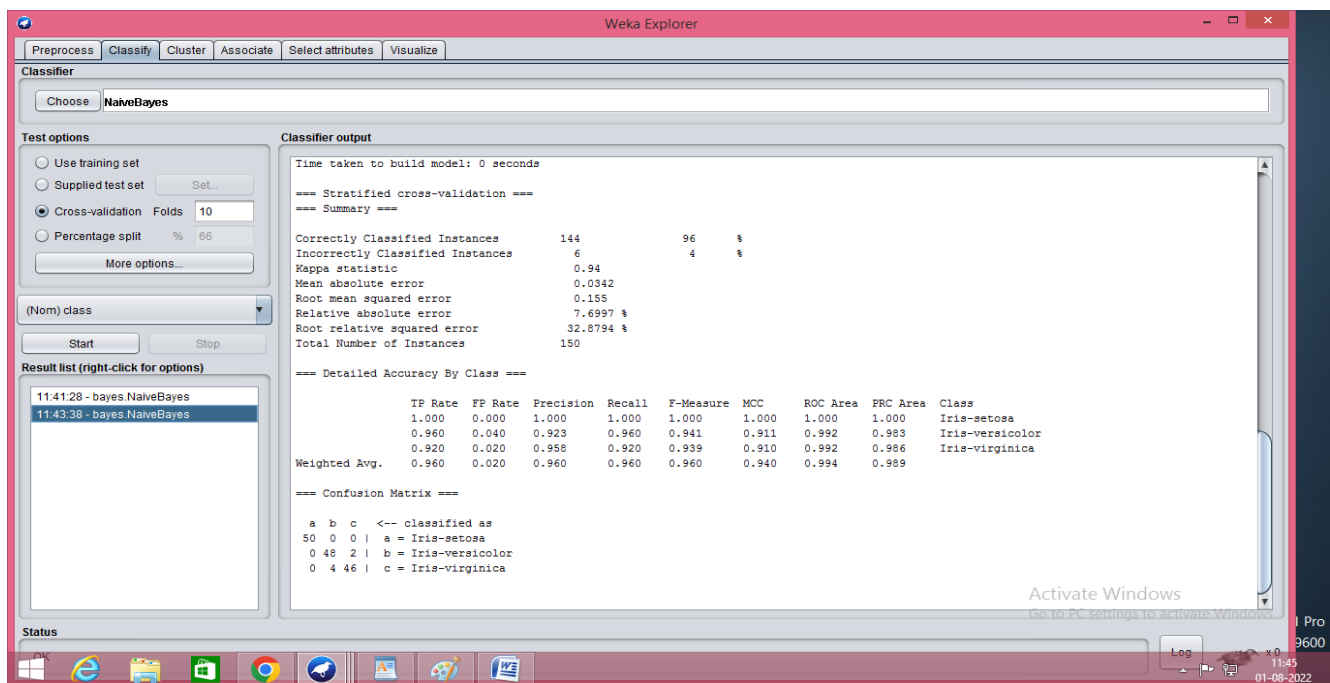 Weka Explorer
Preprocess Classify Cluster Associate Select attributes Visualize
Classifier
Choose NaiveBayes
Test options
Use training set
Supplied test set Set...
Cross-validation Folds 10
Percentage split % 66
More options...
(Nom) class
Start Stop
Result list (right-click for options)
11:41:28 - bayes.NaiveBayes
11:43:38 - bayes.NaiveBayes
Classifier output
Time taken to build model: 0 seconds
=== Stratified cross-validation ===
=== Summary ===
Correctly Classified Instances 144 96 %
Incorrectly Classified Instances 6 4 %
Kappa statistic 0.94
Mean absolute error 0.0342
Root mean squared error 0.155
Relative absolute error 7.6997 %
Root relative squared error 32.8794 %
Total Number of Instances 150
=== Detailed Accuracy By Class ===
TP Rate FP Rate Precision Recall F-Measure MCC ROC Area PRC Area Class
1.000 0.000 1.000 1.000 1.000 1.000 1.000 1.000 Iris-setosa
0.960 0.040 0.923 0.960 0.941 0.911 0.992 0.983 Iris-versicolor
0.920 0.020 0.958 0.920 0.939 0.910 0.992 0.986 Iris-virginica
Weighted Avg. 0.960 0.020 0.960 0.960 0.960 0.940 0.994 0.989
=== Confusion Matrix ===
a b c <-- classified as
50 0 0 | a = Iris-setosa
0 48 2 | b = Iris-versicolor
0 4 46 | c = Iris-virginica
Activate Windows
Go to PC settings to activate Windows.
Status
OK
Log
x 0
Pro
9600
11:45
01-08-2022